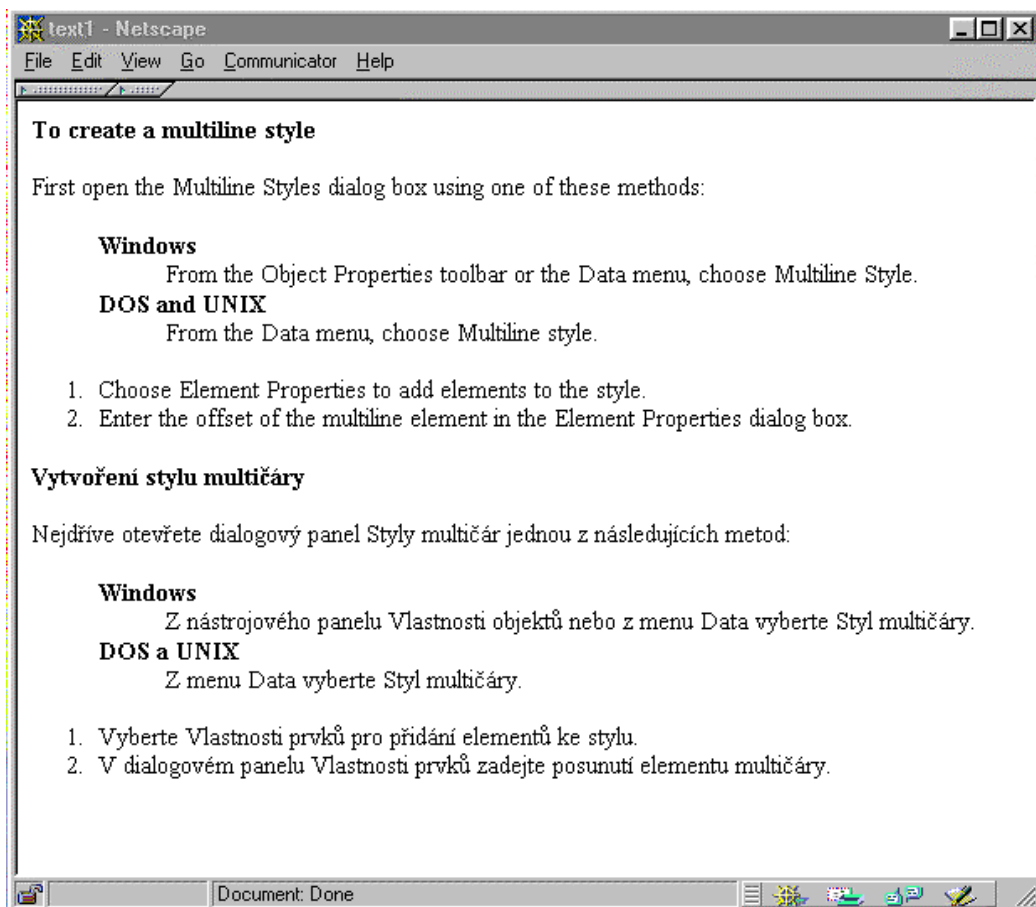 text1 - Netscape
File Edit View Go Communicator Help
To create a multiline style
First open the Multiline Styles dialog box using one of these methods:
Windows
From the Object Properties toolbar or the Data menu, choose Multiline Style.
DOS and UNIX
From the Data menu, choose Multiline style.
1. Choose Element Properties to add elements to the style.
2. Enter the offset of the multiline element in the Element Properties dialog box.
Vytvoření stylu multičáry
Nejdříve otevřete dialogový panel Styly multičár jednou z následujících metod:
Windows
Z nástrojového panelu Vlastnosti objektů nebo z menu Data vyberte Styl multičáry.
DOS a UNIX
Z menu Data vyberte Styl multičáry.
1. Vyberte Vlastnosti prvků pro přidání elementů ke stylu.
2. V dialogovém panelu Vlastnosti prvků zadejte posunutí elementu multičáry.
Document: Done